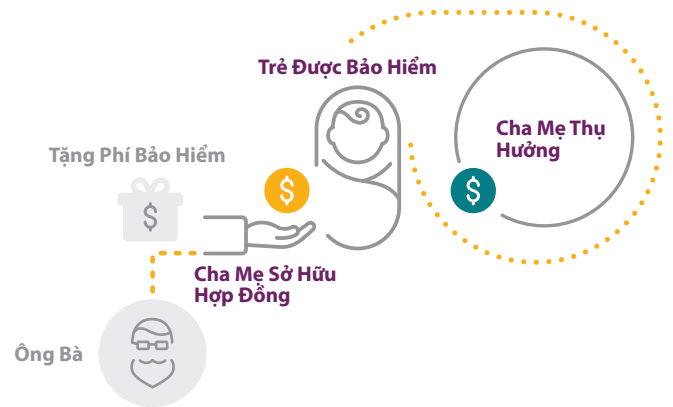 Trẻ Được Bảo Hiểm
Cha Mẹ Thụ
Hưởng
Tặng Phí Bảo Hiểm
$
$
$
Cha Mẹ Sở Hữu
Hợp Đồng
Ông Bà